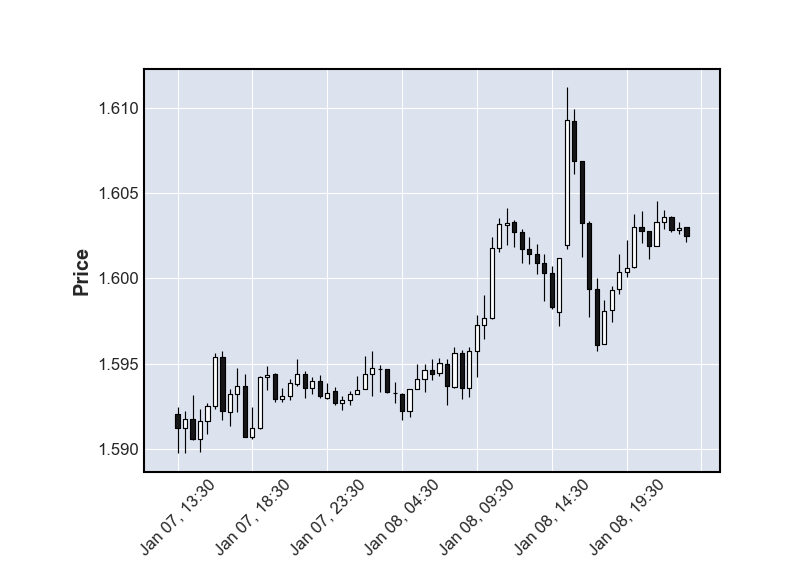 1.610
1.605
1.600
1.595
1.590
Price
Jan 07, 13:30
Jan 07, 18:30
Jan 07, 23:30
Jan 08, 04:30
Jan 08, 09:30
Jan 08, 14:30
Jan 08, 19:30